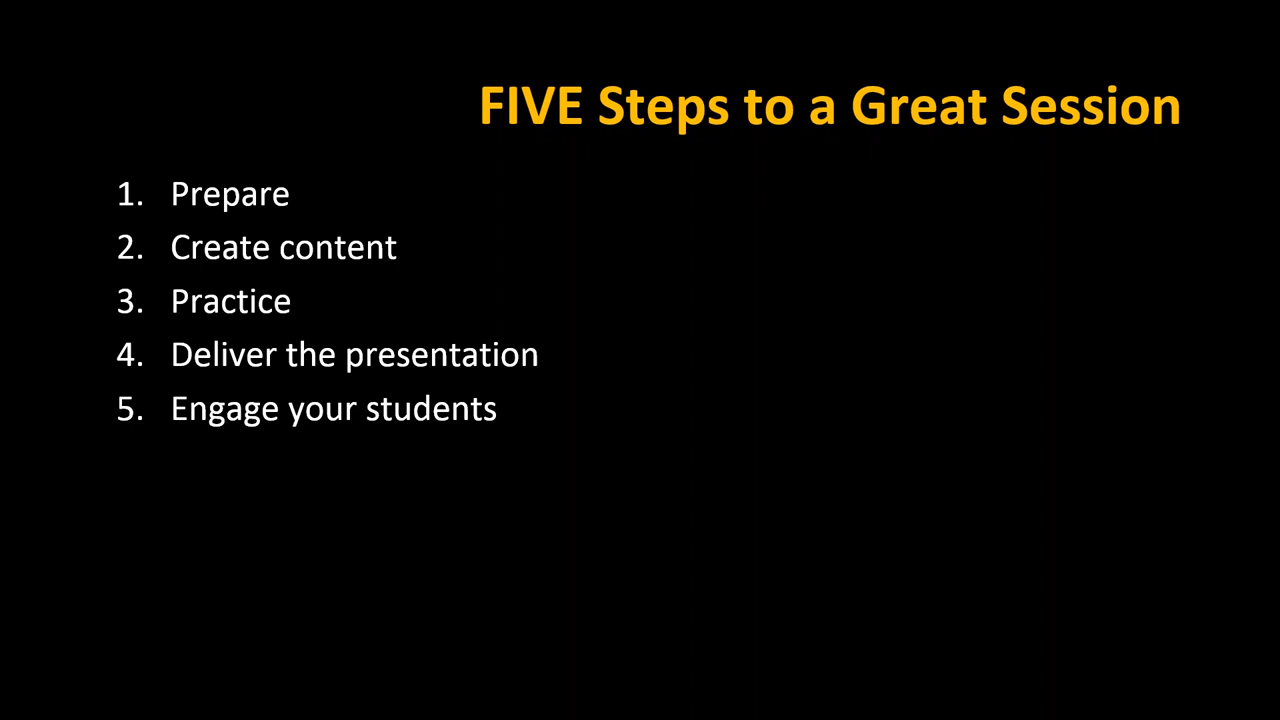 FIVE Steps to a Great Session
1. Prepare
2. Create content
3. Practice
4. Deliver the presentation
5. Engage your students